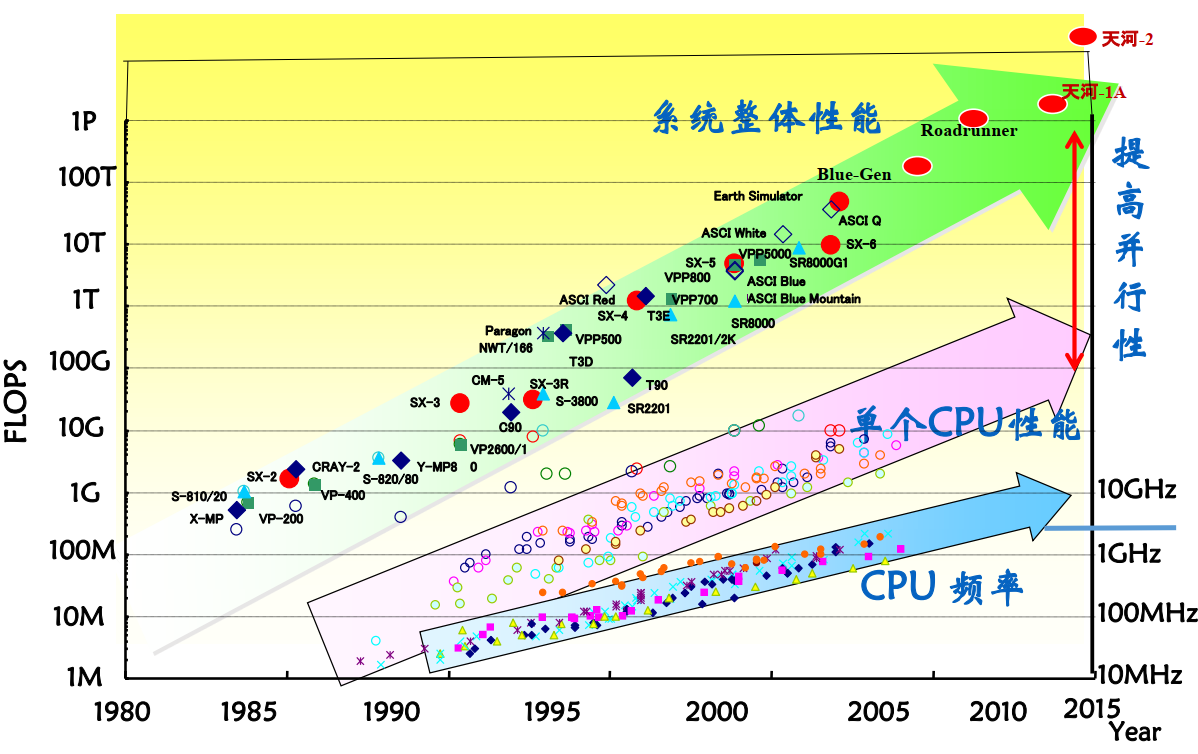 天河-2
天河-1A
系统整体性能
1P
Roadrunner
提高并行性
100T
Blue-Gen
Earth Simulator
ASCI Q
10T
ASCI White
SX-6
VPP5000
SX-5
SR8000G1
VPP800
ASCI Blue
1T
ASCI Red
VPP700
ASCI Blue Mountain
SX-4
T3E
SR8000
Paragon
VPP500
SR2201/2K
NWT/166
T3D
100G
CM-5
SX-3R
T90
SX-3
S-3800
SR2201
FLOPS
C90
单个CPU性能
10G
VP2600/1
0
CRAY-2
Y-MP8
SX-2
S-820/80
1G
S-810/20
VP-400
10GHz
X-MP
VP-200
100M
1GHz
CPU 频率
10M
100MHz
1M
10MHz
1980
1985
1990
1995
2000
2005
2010
2015
Year